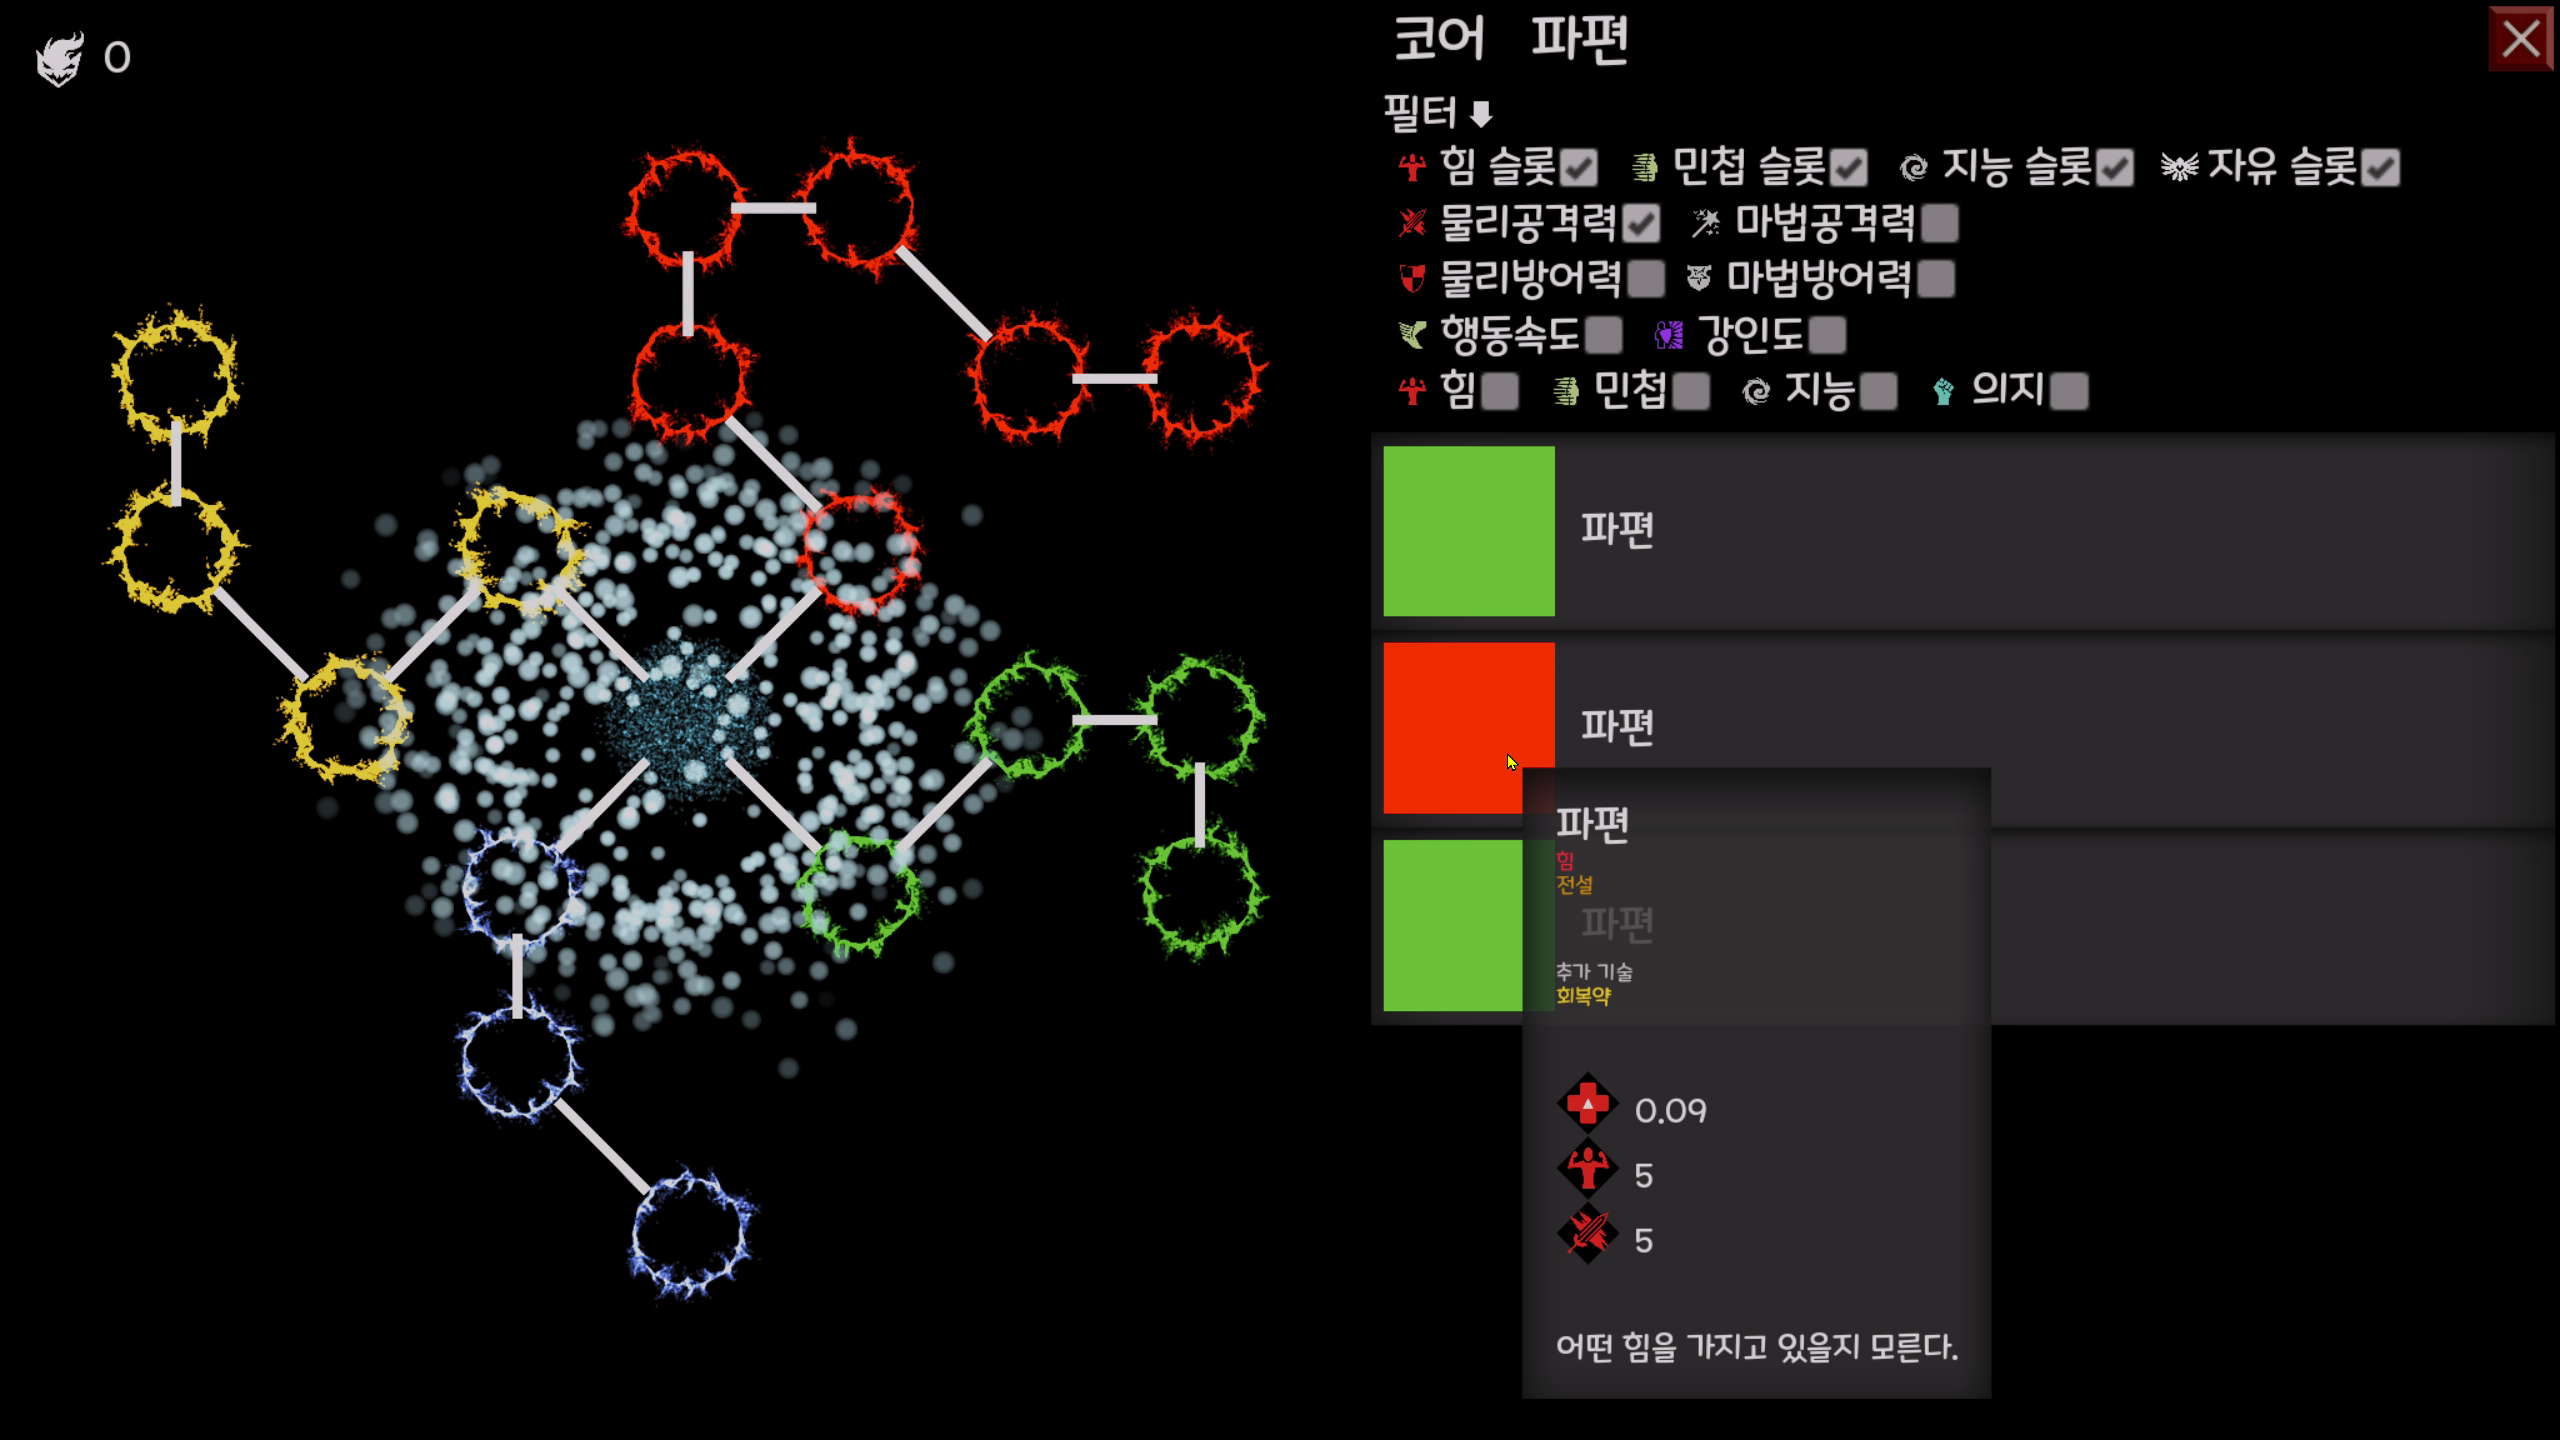 0
코어 파편
필터
힘 슬롯 민첩 슬롯 지능 슬롯 자유 슬롯
물리공격력 마법공격력
물리방어력 마법방어력
행동속도 강인도
힘 민첩 지능 의지
파편
파편
파편
힘
전설
파편
추가 기술
회복약
0.09
5
5
어떤 힘을 가지고 있을지 모른다.